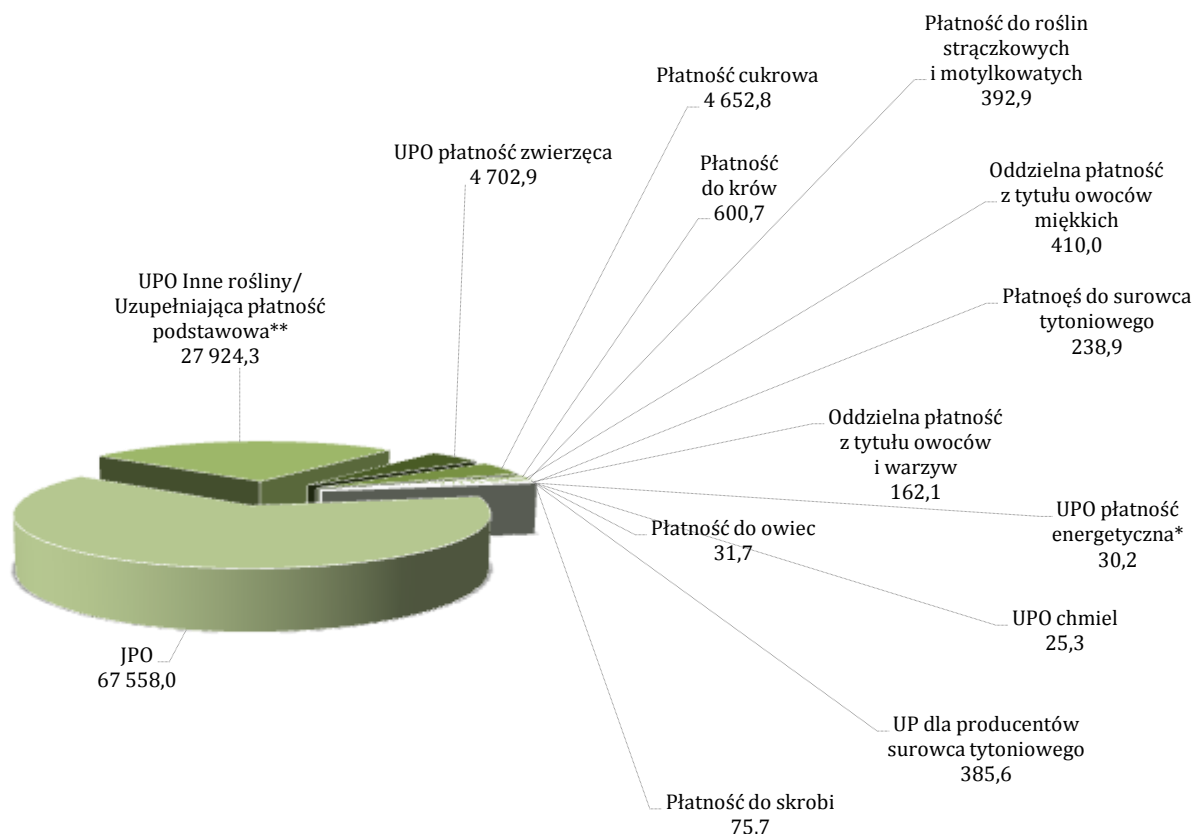 Płatność do roślin
strączkowych
i motylkowatych
392,9
Płatność cukrowa
4 652,8
UPO płatność zwierzęca
4 702,9
Płatność
do krów
600,7
Oddzielna płatność
z tytułu owoców
miękkich
410,0
UPO Inne rośliny/
Uzupełniająca płatność
podstawowa**
27 924,3
Płatnoęś do surowca
tytoniowego
238,9
Oddzielna płatność
z tytułu owoców
i warzyw
162,1
UPO płatność
energetyczna*
30,2
Płatność do owiec
31,7
UPO chmiel
25,3
JPO
67 558,0
UP dla producentów
surowca tytoniowego
385,6
Płatność do skrobi
75,7